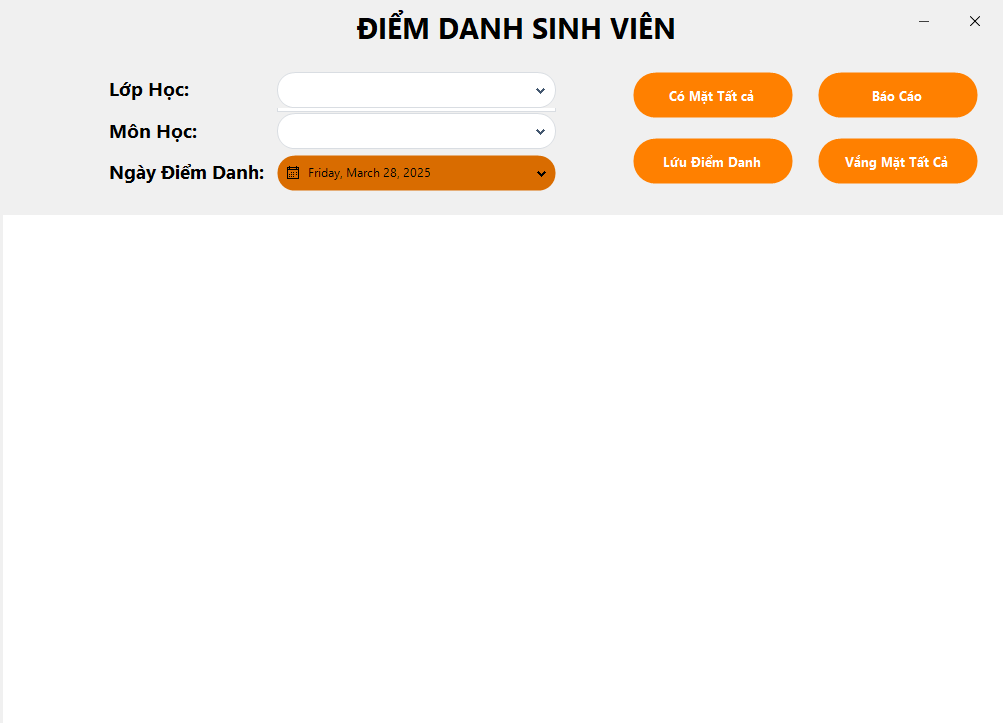 ĐIỂM DANH SINH VIÊN
Lớp Học:
Môn Học:
Ngày Điểm Danh:
Friday, March 28, 2025
Có Mặt Tất cả
Báo Cáo
Lứu Điểm Danh
Vắng Mặt Tất Cả